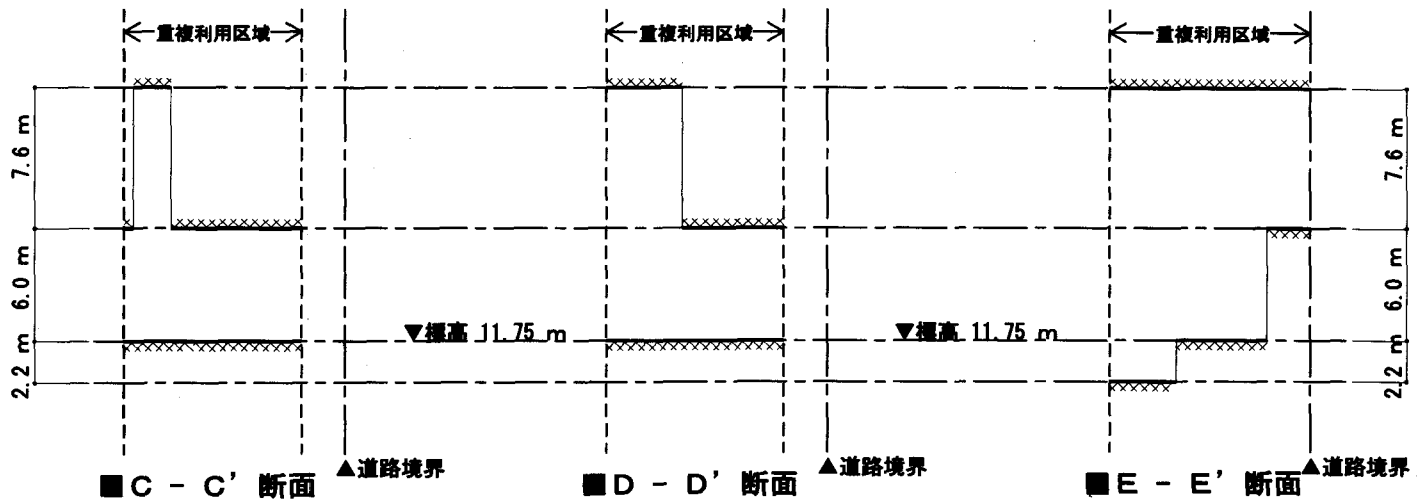 重複利用区域
重複利用区域
重複利用区域
7.6 m
6.0 m
2.2 m
▼標高 11.75 m
▼標高 11.75 m
7.6 m
6.0 m
2.2 m
▲道路境界
▲道路境界
▲道路境界
■C - C' 断面
■D - D' 断面
■E - E' 断面